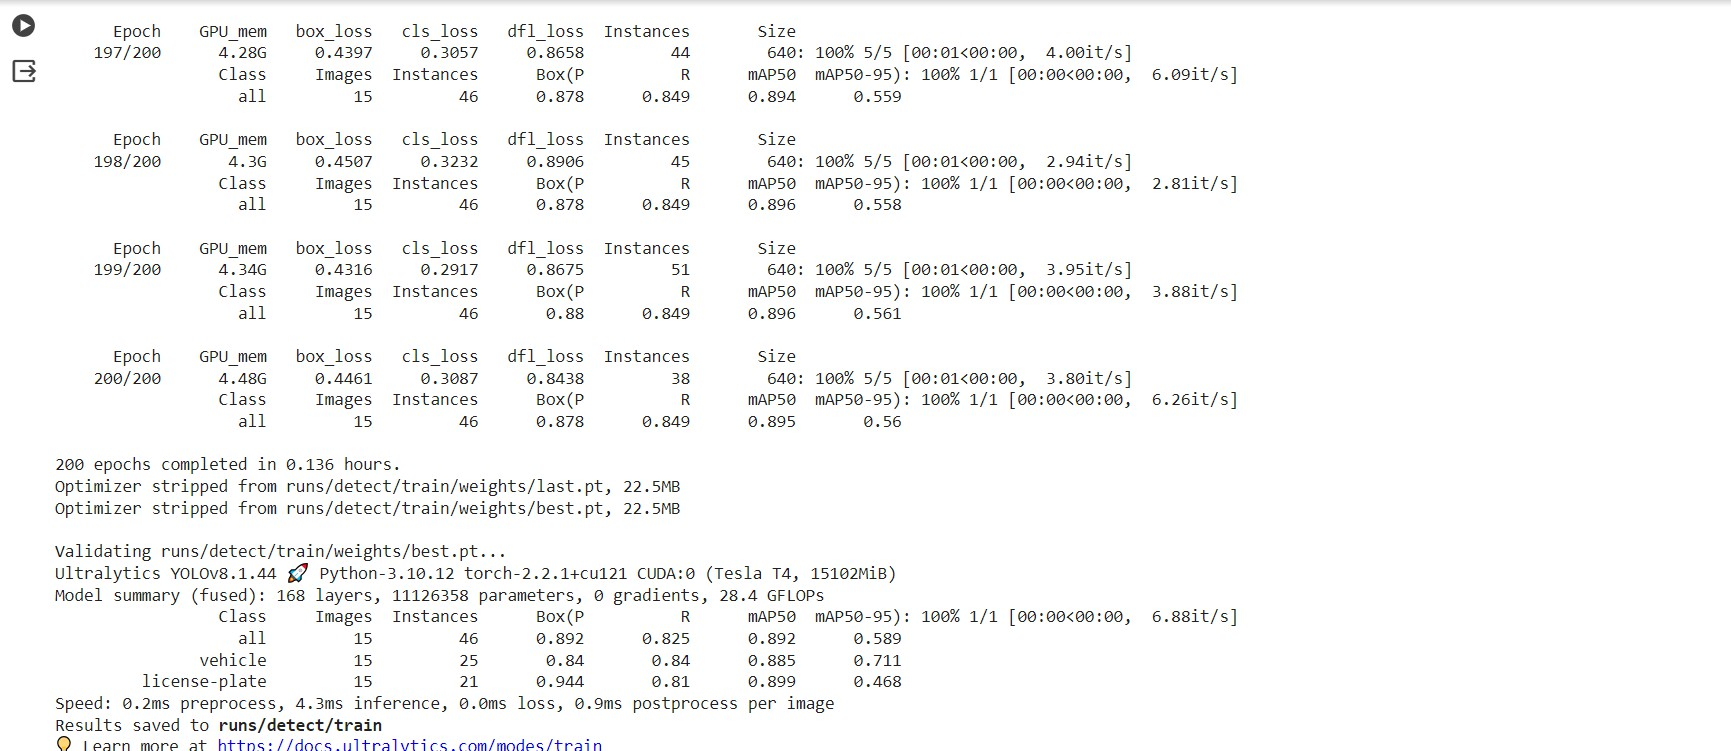 Epoch GPU_mem box_loss cls_loss dfl_loss Instances Size
197/200 4.28G 0.4397 0.3057 0.8658 44 640: 100% 5/5 [00:01<00:00, 4.00it/s]
Class Images Instances Box(P R mAP50 mAP50-95): 100% 1/1 [00:00<00:00, 6.09it/s]
all 15 46 0.878 0.849 0.894 0.559
Epoch GPU_mem box_loss cls_loss dfl_loss Instances Size
198/200 4.3G 0.4507 0.3232 0.8906 45 640: 100% 5/5 [00:01<00:00, 2.94it/s]
Class Images Instances Box(P R mAP50 mAP50-95): 100% 1/1 [00:00<00:00, 2.81it/s]
all 15 46 0.878 0.849 0.896 0.558
Epoch GPU_mem box_loss cls_loss dfl_loss Instances Size
199/200 4.34G 0.4316 0.2917 0.8675 51 640: 100% 5/5 [00:01<00:00, 3.95it/s]
Class Images Instances Box(P R mAP50 mAP50-95): 100% 1/1 [00:00<00:00, 3.88it/s]
all 15 46 0.88 0.849 0.896 0.561
Epoch GPU_mem box_loss cls_loss dfl_loss Instances Size
200/200 4.48G 0.4461 0.3087 0.8438 38 640: 100% 5/5 [00:01<00:00, 3.80it/s]
Class Images Instances Box(P R mAP50 mAP50-95): 100% 1/1 [00:00<00:00, 6.26it/s]
all 15 46 0.878 0.849 0.895 0.56
200 epochs completed in 0.136 hours.
Optimizer stripped from runs/detect/train/weights/last.pt, 22.5MB
Optimizer stripped from runs/detect/train/weights/best.pt, 22.5MB
Validating runs/detect/train/weights/best.pt...
Ultralytics YOLOv8.1.44 🚀 Python-3.10.12 torch-2.2.1+cu121 CUDA:0 (Tesla T4, 15102MiB)
Model summary (fused): 168 layers, 11126358 parameters, 0 gradients, 28.4 GFLOPs
Class Images Instances Box(P R mAP50 mAP50-95): 100% 1/1 [00:00<00:00, 6.88it/s]
all 15 46 0.892 0.825 0.892 0.589
vehicle 15 25 0.84 0.84 0.885 0.711
license-plate 15 21 0.944 0.81 0.899 0.468
Speed: 0.2ms preprocess, 4.3ms inference, 0.0ms loss, 0.9ms postprocess per image
Results saved to runs/detect/train
💡 Learn more at https://docs.ultralytics.com/modes/train